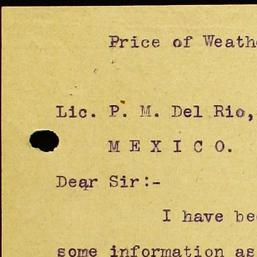 Price of Weath
Lic. P. M. Del Rio,
M E X I C O.
Dear Sir:-
I have be
some information as